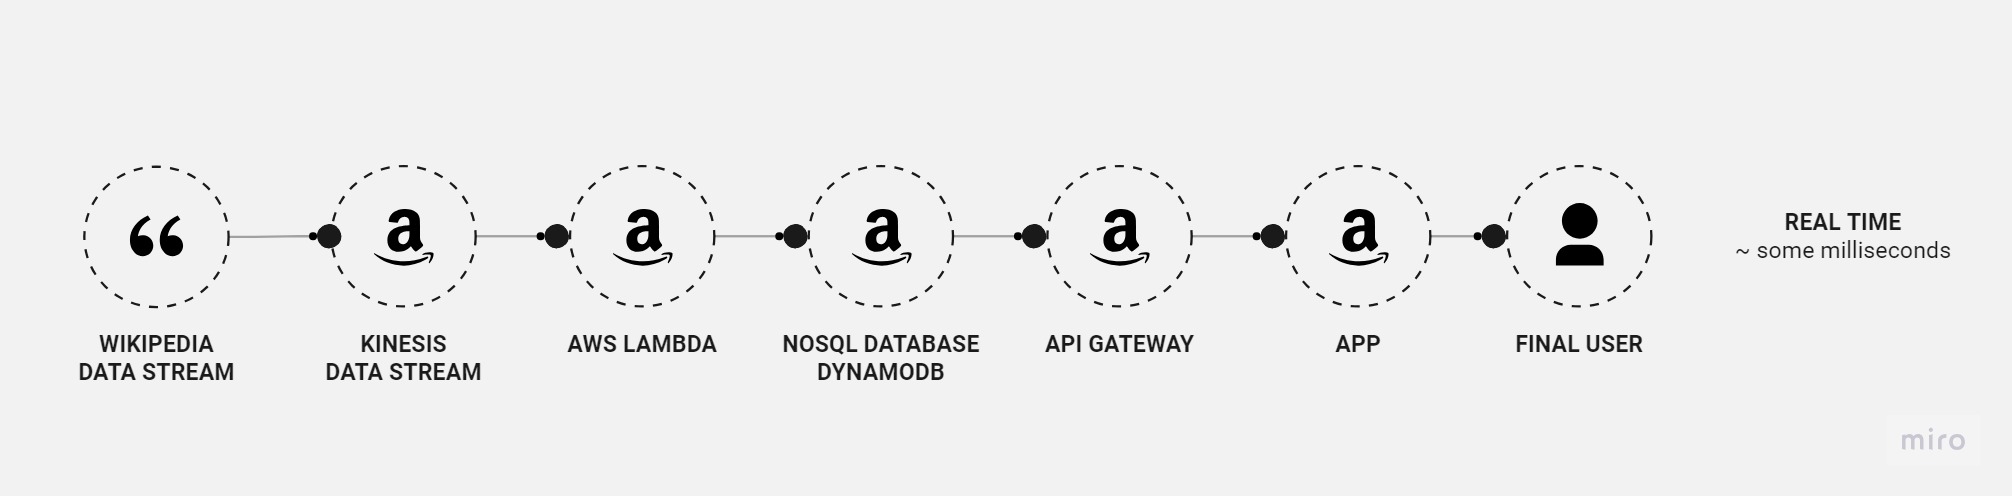 WIKIPEDIA
DATA STREAM
KINESIS
DATA STREAM
AWS LAMBDA
NOSQL DATABASE
DYNAMODB
API GATEWAY
APP
FINAL USER
REAL TIME
~ some milliseconds
miro